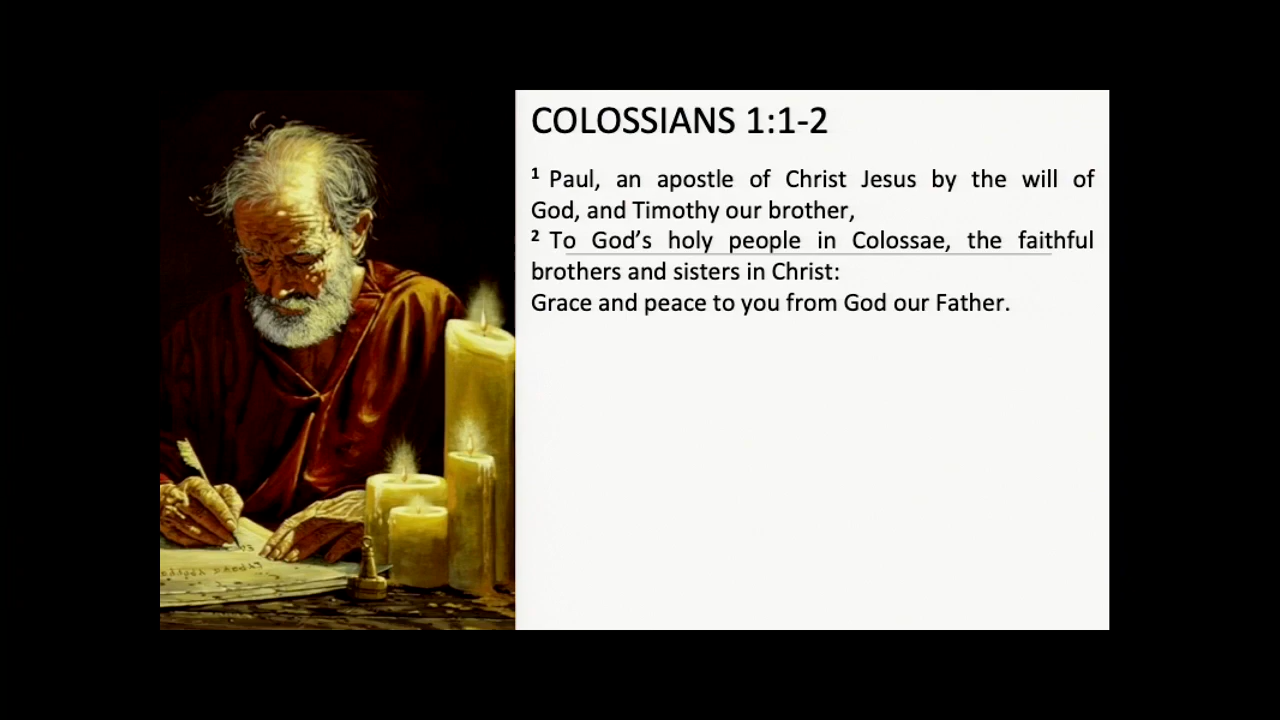 COLOSSIANS 1:1-2
¹ Paul, an apostle of Christ Jesus by the will of
God, and Timothy our brother,
² To God’s holy people in Colossae, the faithful
brothers and sisters in Christ:
Grace and peace to you from God our Father.